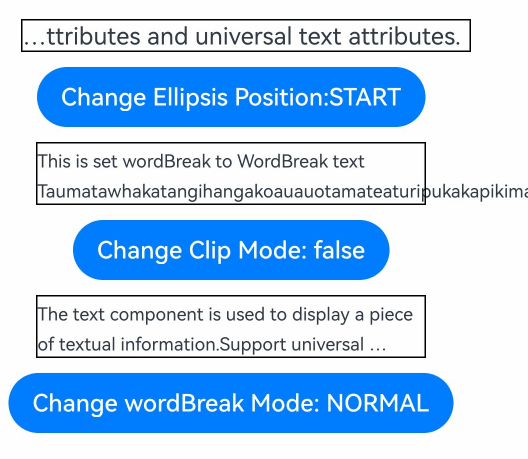 ...ttributes and universal text attributes.
Change Ellipsis Position:START
This is set wordBreak to WordBreak text
Taumatawhakatangihangakoauauotamateaturipukakapikima
Change Clip Mode: false
The text component is used to display a piece
of textual information.Support universal ...
Change wordBreak Mode: NORMAL